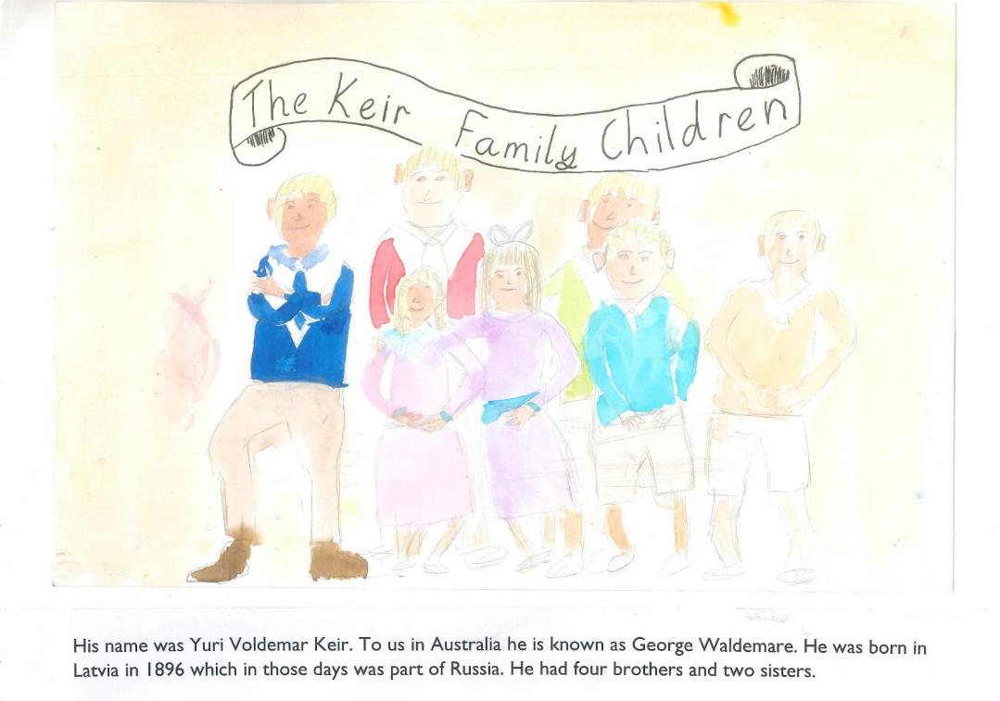 The Keir Family Children
His name was Yuri Voldemar Keir. To us in Australia he is known as George Waldemare. He was born in
Latvia in 1896 which in those days was part of Russia. He had four brothers and two sisters.